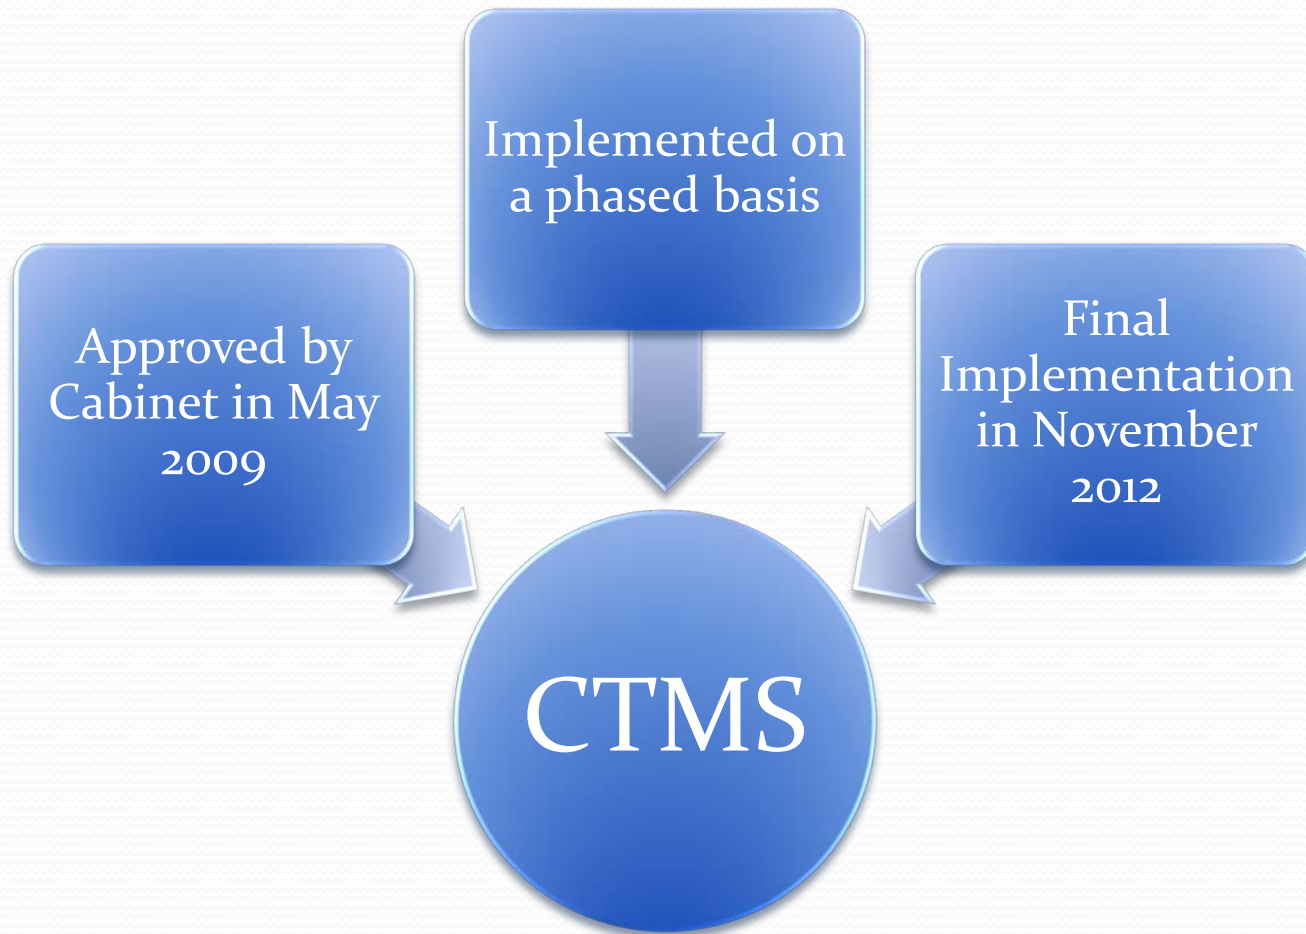 Implemented on
a phased basis
Approved by
Cabinet in May
2009
Final
Implementation
in November
2012
CTMS